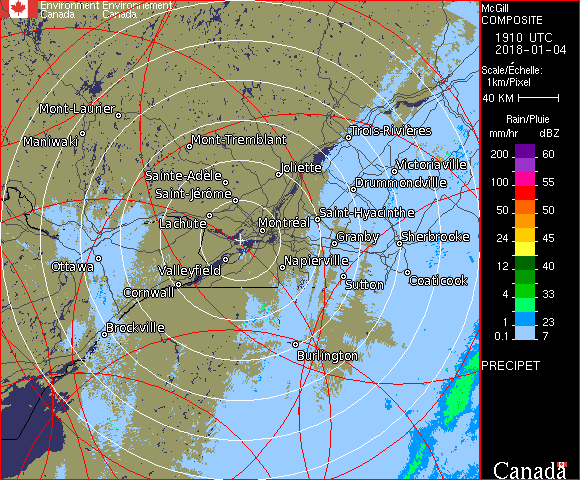 Environment Environnement
Canada Canada
McGill
COMPOSITE
1910 UTC
2018-01-04
Scale/Échelle:
1km/Pixel
40 KM
Rain/Pluie
mm/hr dBZ
200 60
100 55
50 50
24 45
12 40
4 33
1 23
0.1 7
PRECIPET
Canada
Mont-Laurier
Maniwaki
Mont-Tremblant
Trois-Rivières
Sainte-Adèle
Joliette
Victoriaville
Saint-Jérôme
Drummondville
Lachute
Saint-Hyacinthe
Montréal
Granby
Sherbrooke
Ottawa
Valleyfield
Napierville
Sutton
Coaticook
Cornwall
Brockville
Burlington